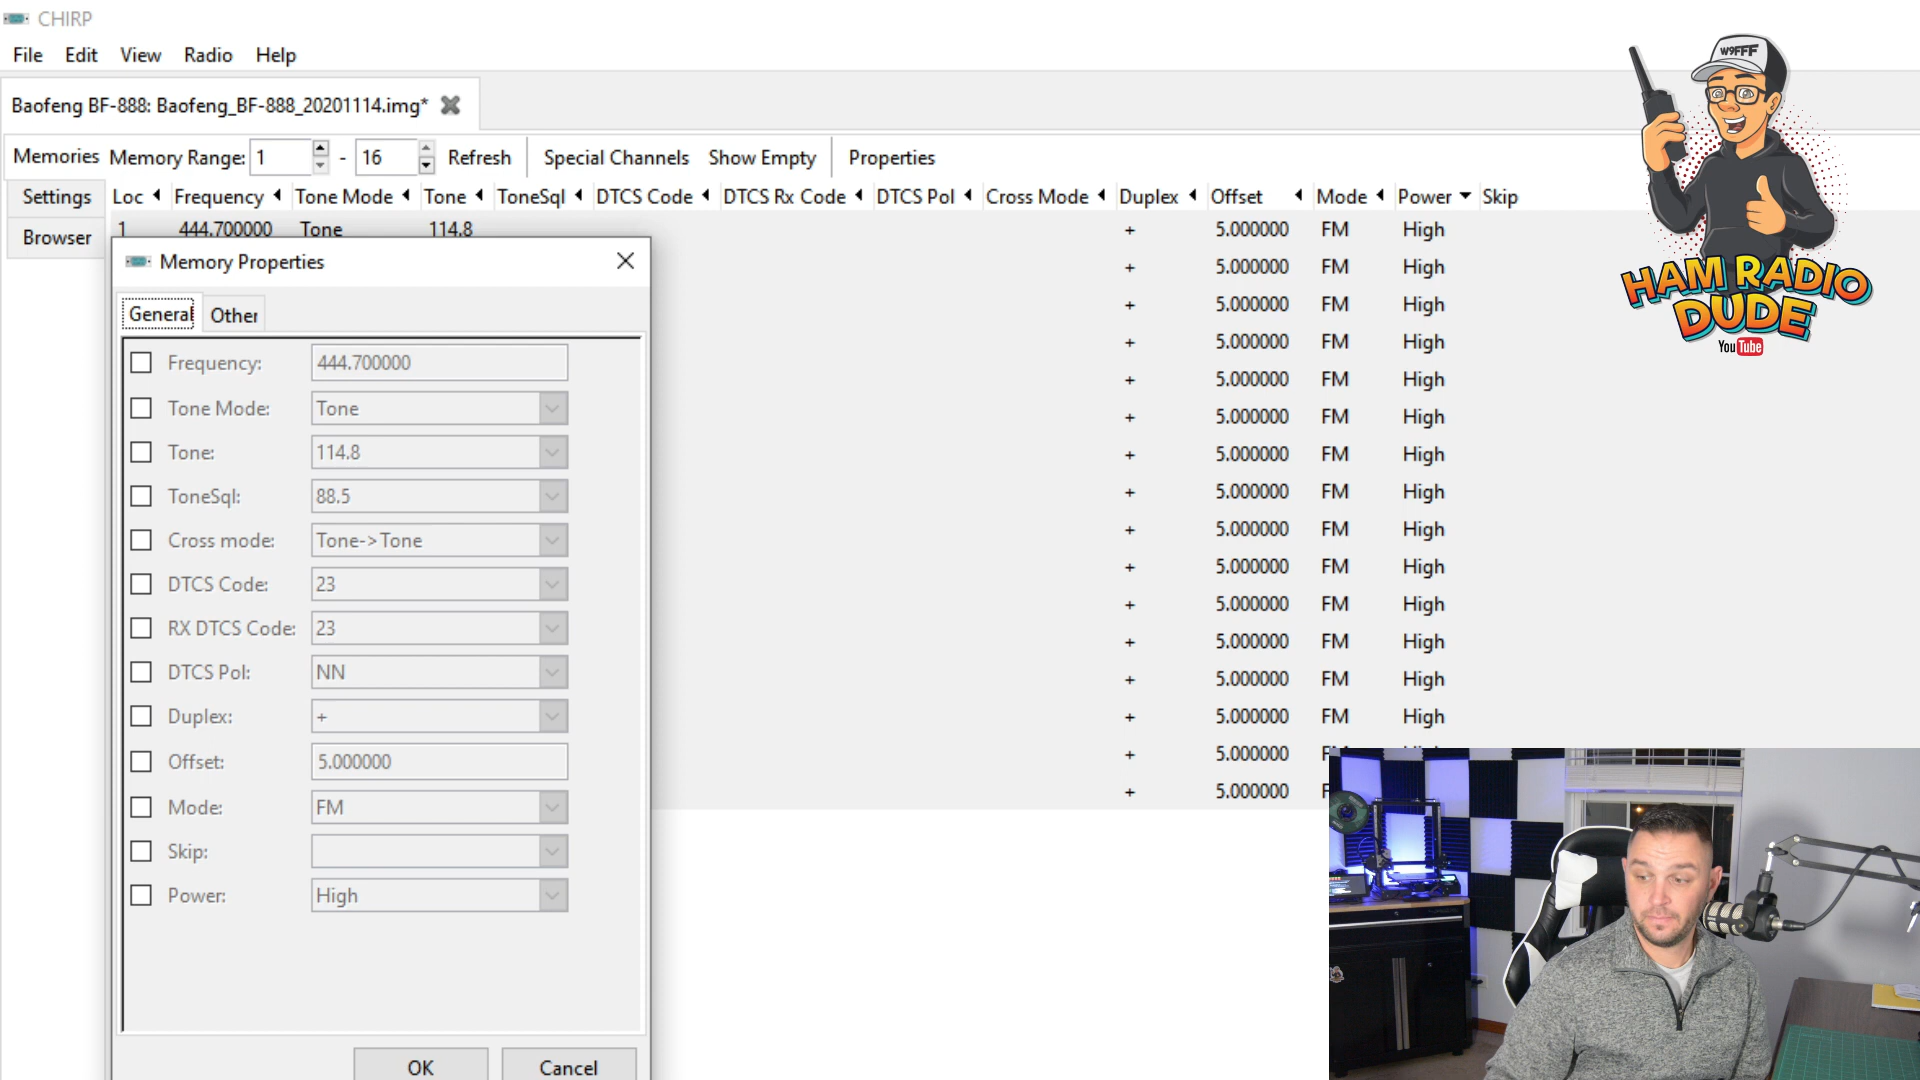 CHIRP
File Edit View Radio Help
Baofeng BF-888: Baofeng_BF-888_20201114.img*
Memories Memory Range: 1 - 16 Refresh Special Channels Show Empty Properties
Settings Loc Frequency Tone Mode Tone ToneSql DTCS Code DTCS Rx Code DTCS Pol Cross Mode Duplex Offset Mode Power Skip
Browser 1 444.700000 Tone 114.8 + 5.000000 FM High
+ 5.000000 FM High
+ 5.000000 FM High
+ 5.000000 FM High
+ 5.000000 FM High
+ 5.000000 FM High
+ 5.000000 FM High
+ 5.000000 FM High
+ 5.000000 FM High
+ 5.000000 FM High
+ 5.000000 FM High
+ 5.000000 FM High
+ 5.000000 FM High
+ 5.000000 FM High
+ 5.000000
+ 5.000000
Memory Properties
General Other
Frequency: 444.700000
Tone Mode: Tone
Tone: 114.8
ToneSql: 88.5
Cross mode: Tone->Tone
DTCS Code: 23
RX DTCS Code: 23
DTCS Pol: NN
Duplex: +
Offset: 5.000000
Mode: FM
Skip:
Power: High
OK Cancel
W9FFF
HAM RADIO
DUDE
YouTube